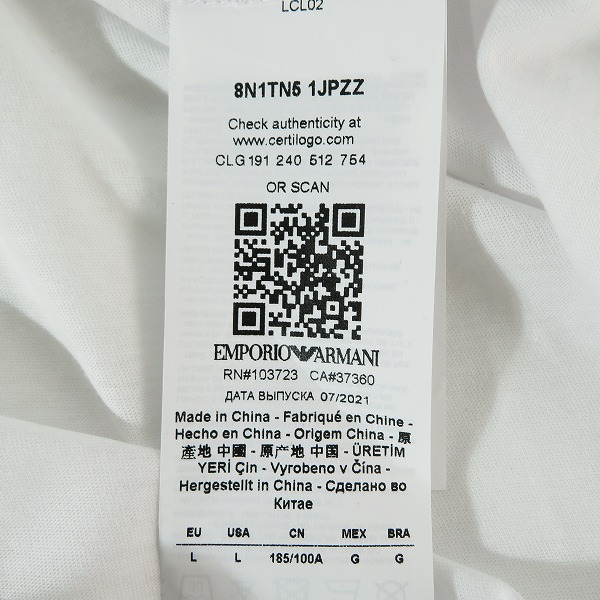 LCL02
8N1TN5 1JPZZ
Check authenticity at
www.certilogo.com
CLG 191 240 512 754
OR SCAN
EMPORIO ARMANI
RN#103723 CA#37360
ДАТА ВЫПУСКА 07/2021
Made in China - Fabriqué en Chine -
Hecho en China - Origem China - 原
産地 中國 - 原产地 中国 - ÜRETİM
YERİ Çin - Vyrobeno v Čína -
Hergestellt in China - Сделано во
Китае
EU USA CN MEX BRA
L L 185/100A G G